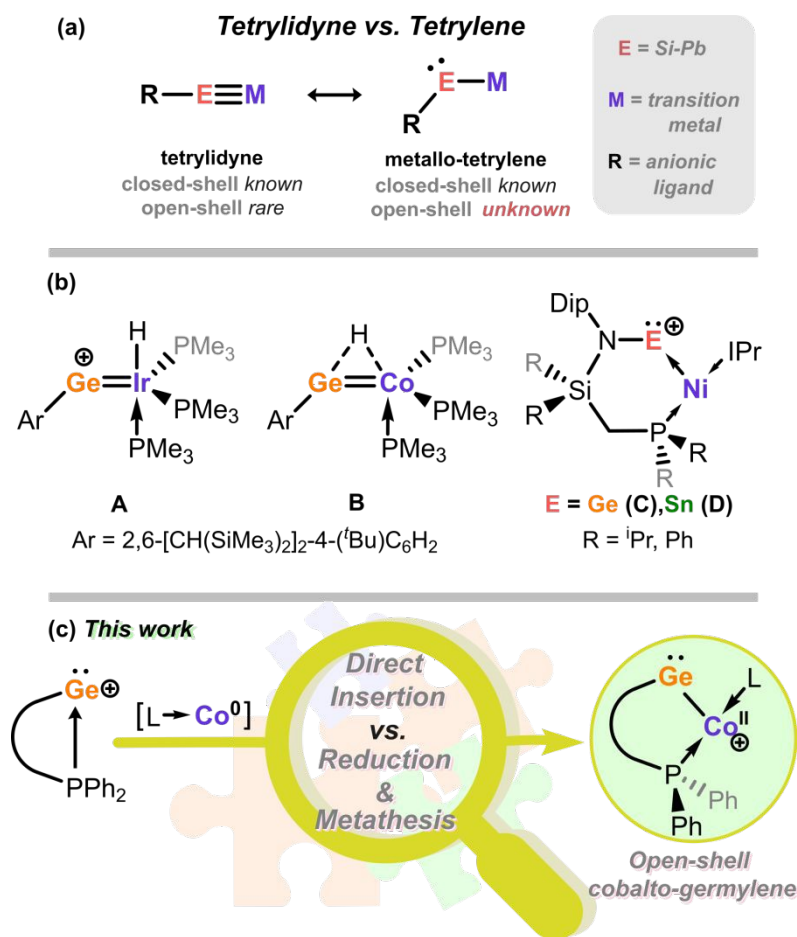 (a)
Tetrylidyne vs. Tetrylene
R—E≡M
E—M
R
tetrylidyne
closed-shell known
open-shell rare
metallo-tetrylene
closed-shell known
open-shell unknown
E = Si-Pb
M = transition
metal
R = anionic
ligand
(b)
H
⊕
Ge=Ir
PMe3
PMe3
PMe3
Ar
A
H
Ge=Co
PMe3
PMe3
PMe3
Ar
B
Ar = 2,6-[CH(SiMe3)2]2-4-(tBu)C6H2
Dip
N—E
⊕
IPr
Ni
R
Si
R
P
R
R
E = Ge (C),Sn (D)
R = iPr, Ph
(c) This work
Ge⊕
PPh2
[L→Co0]
Direct
Insertion
vs.
Reduction
&
Metathesis
Ge
L
CoII
⊕
P
Ph
Ph
Open-shell
cobalto-germylene